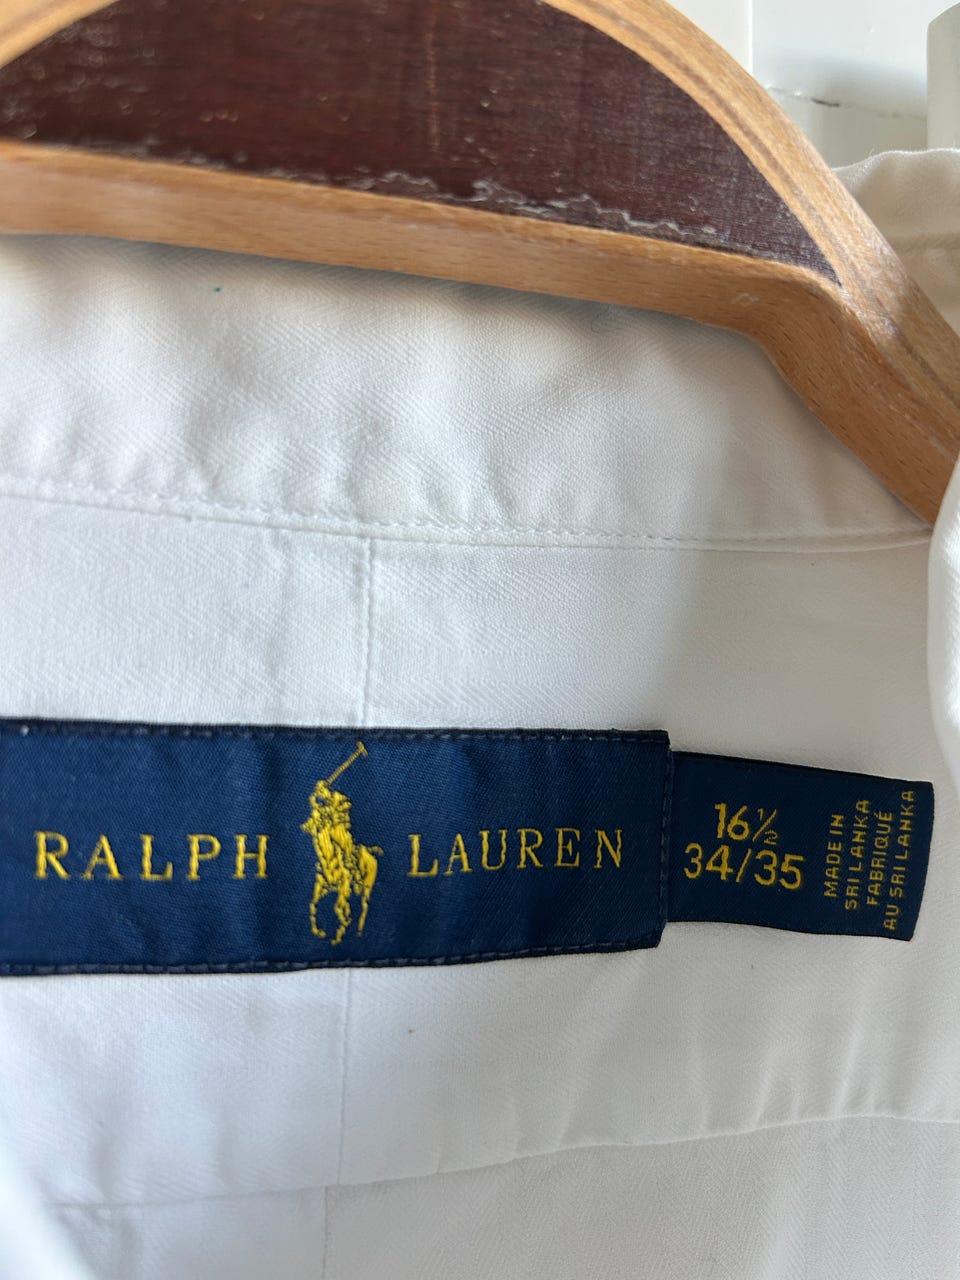 RALPH LAUREN
16½
34/35
MADE IN
SRI LANKA
FABRIQUÉ
AU SRI LANKA